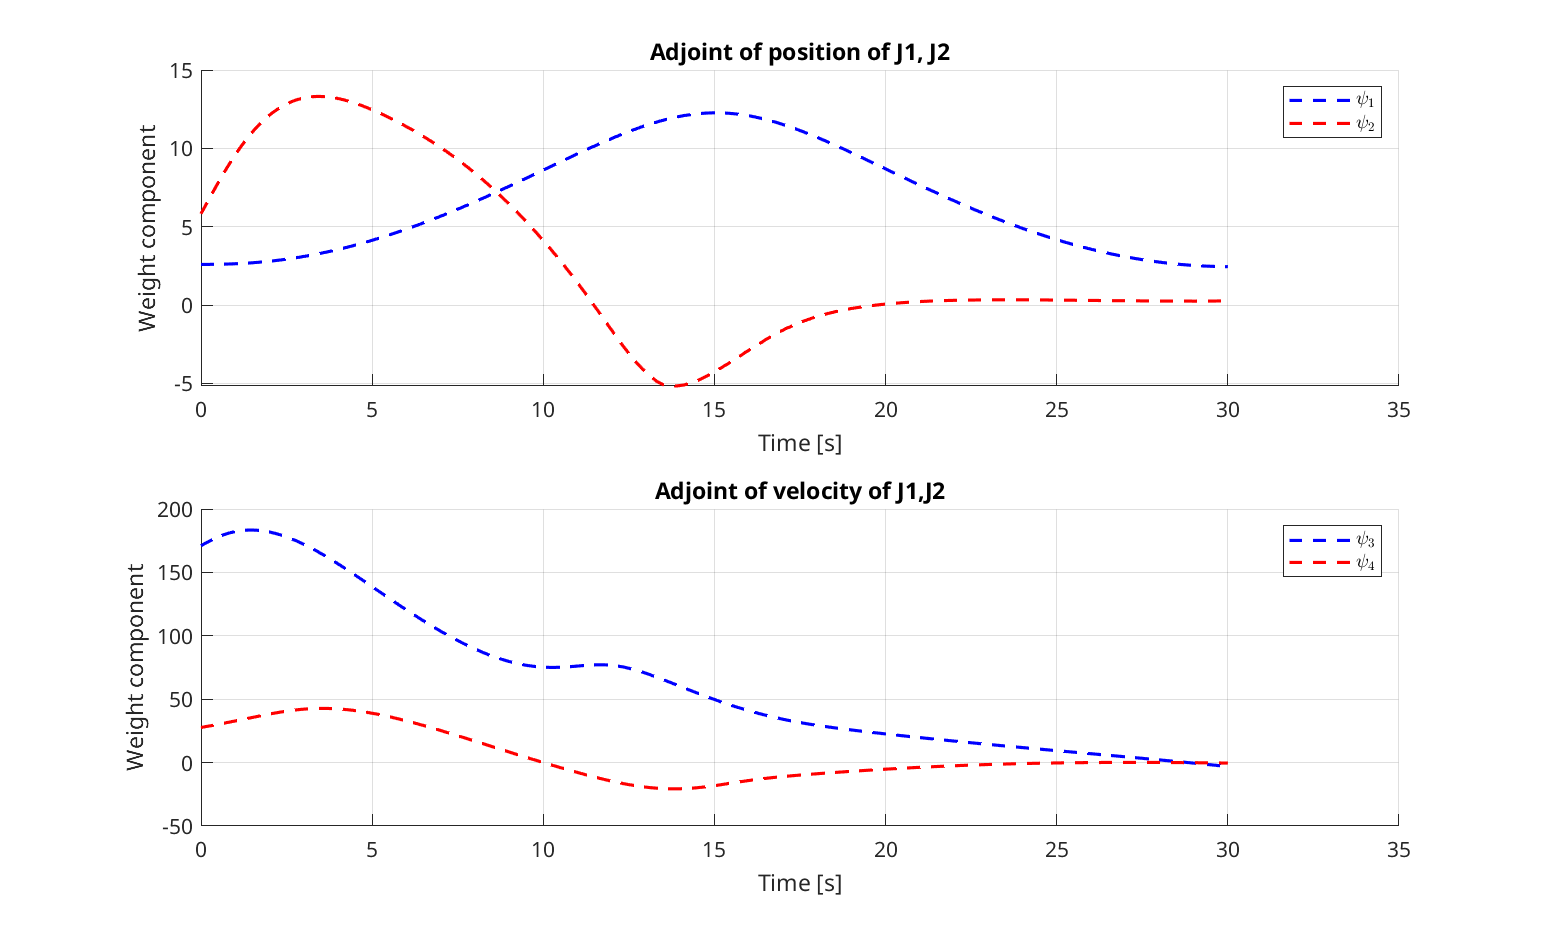 Adjoint of position of J1, J2
15
10
5
0
-5
Weight component
ψ₁
ψ₂
0 5 10 15 20 25 30 35
Time [s]
Adjoint of velocity of J1,J2
200
150
100
50
0
-50
Weight component
ψ₃
ψ₄
0 5 10 15 20 25 30 35
Time [s]